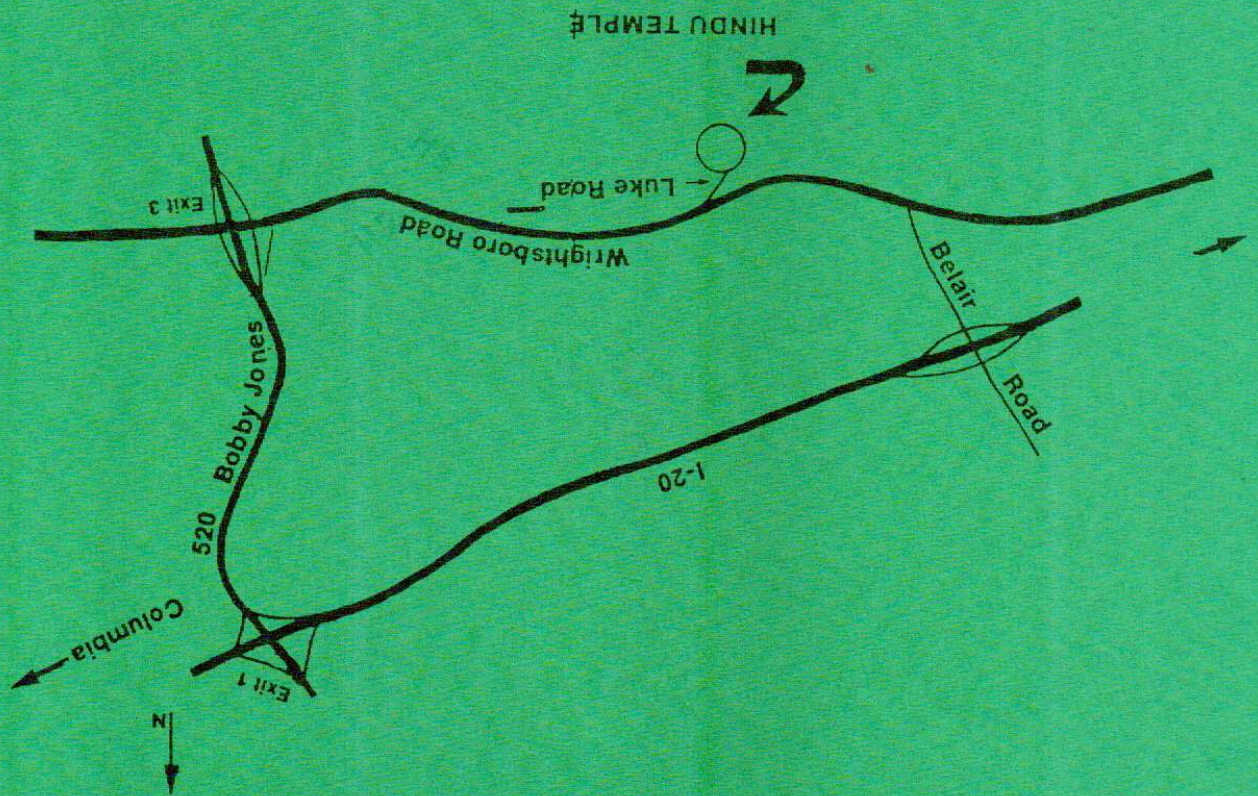 N
Exit 1
Columbia
520 Bobby Jones
I-20
Road
Belair
Wrightsboro Road
Exit 3
Luke Road
HINDU TEMPLE